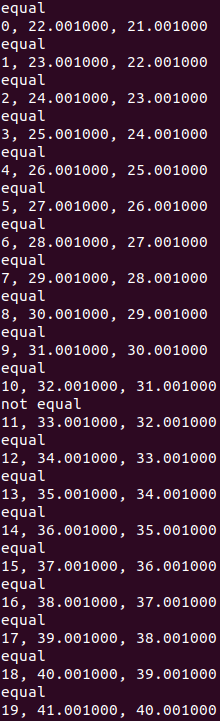 equal
0, 22.001000, 21.001000
equal
1, 23.001000, 22.001000
equal
2, 24.001000, 23.001000
equal
3, 25.001000, 24.001000
equal
4, 26.001000, 25.001000
equal
5, 27.001000, 26.001000
equal
6, 28.001000, 27.001000
equal
7, 29.001000, 28.001000
equal
8, 30.001000, 29.001000
equal
9, 31.001000, 30.001000
equal
10, 32.001000, 31.001000
not equal
11, 33.001000, 32.001000
equal
12, 34.001000, 33.001000
equal
13, 35.001000, 34.001000
equal
14, 36.001000, 35.001000
equal
15, 37.001000, 36.001000
equal
16, 38.001000, 37.001000
equal
17, 39.001000, 38.001000
equal
18, 40.001000, 39.001000
equal
19, 41.001000, 40.001000